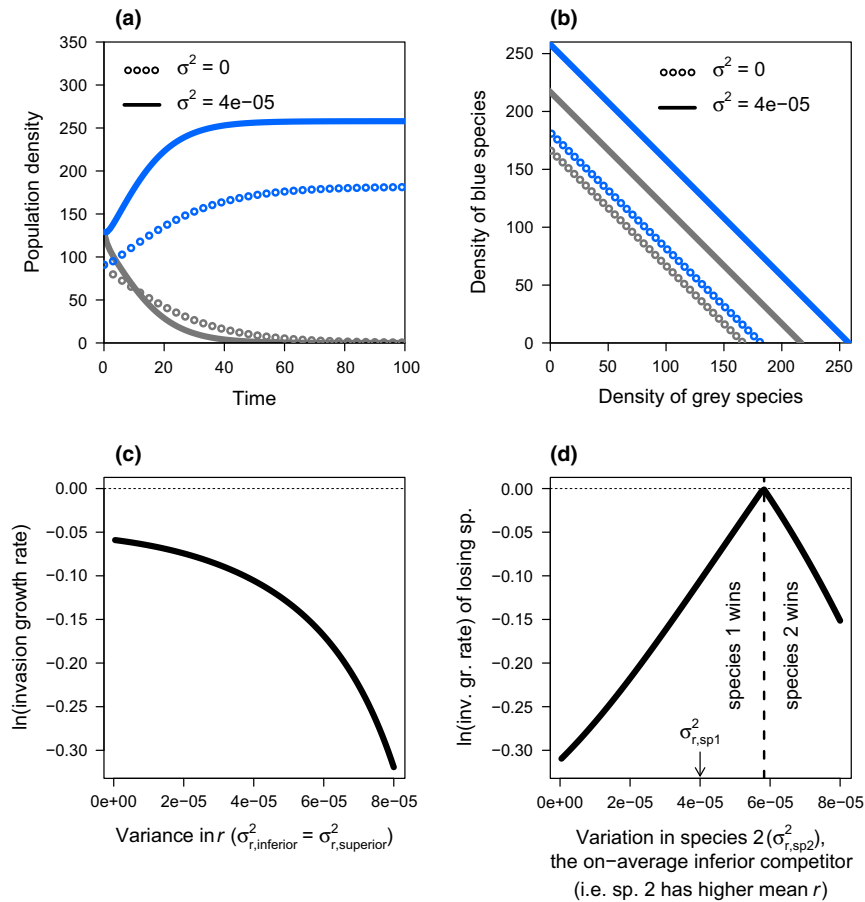 (a)
350
300
250
200
150
100
50
0
σ² = 0
σ² = 4e−05
0 20 40 60 80 100
Population density
Time
(b)
250
200
150
100
50
0
σ² = 0
σ² = 4e−05
0 50 100 150 200 250
Density of blue species
Density of grey species
(c)
0.00
−0.05
−0.10
−0.15
−0.20
−0.25
−0.30
0e+00 2e−05 4e−05 6e−05 8e−05
ln(invasion growth rate)
Variance in r (σ²r,inferior = σ²r,superior)
(d)
0.00
−0.05
−0.10
−0.15
−0.20
−0.25
−0.30
species 1 wins
species 2 wins
σ²r,sp1
0e+00 2e−05 4e−05 6e−05 8e−05
ln(inv. gr. rate) of losing sp.
Variation in species 2 (σ²r,sp2),
the on−average inferior competitor
(i.e. sp. 2 has higher mean r)